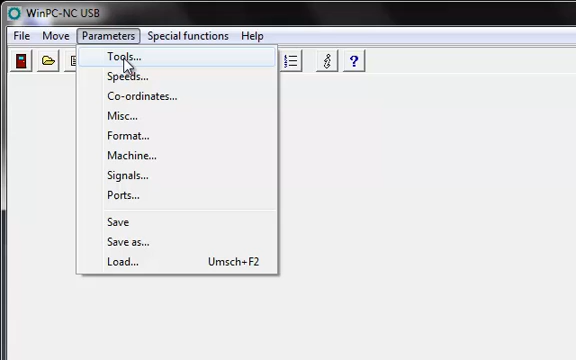 WinPC-NC USB
File Move Parameters Special functions Help
Tools...
Speeds...
Co-ordinates...
Misc...
Format...
Machine...
Signals...
Ports...
Save
Save as...
Load... Umsch+F2